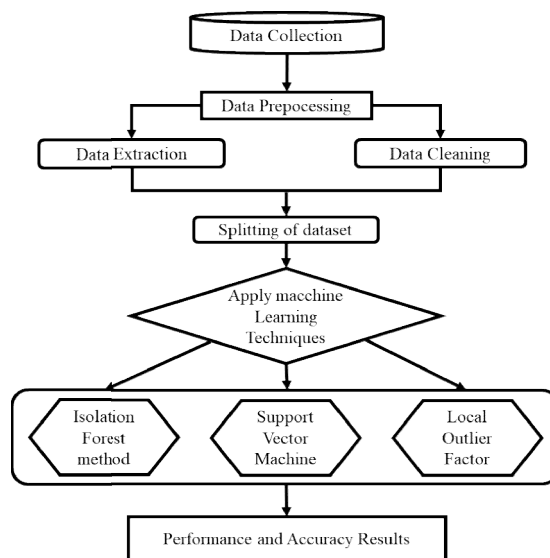 Data Collection
Data Prepocessing
Data Extraction
Data Cleaning
Splitting of dataset
Apply macchine
Learning
Techniques
Isolation
Forest
method
Support
Vector
Machine
Local
Outlier
Factor
Performance and Accuracy Results